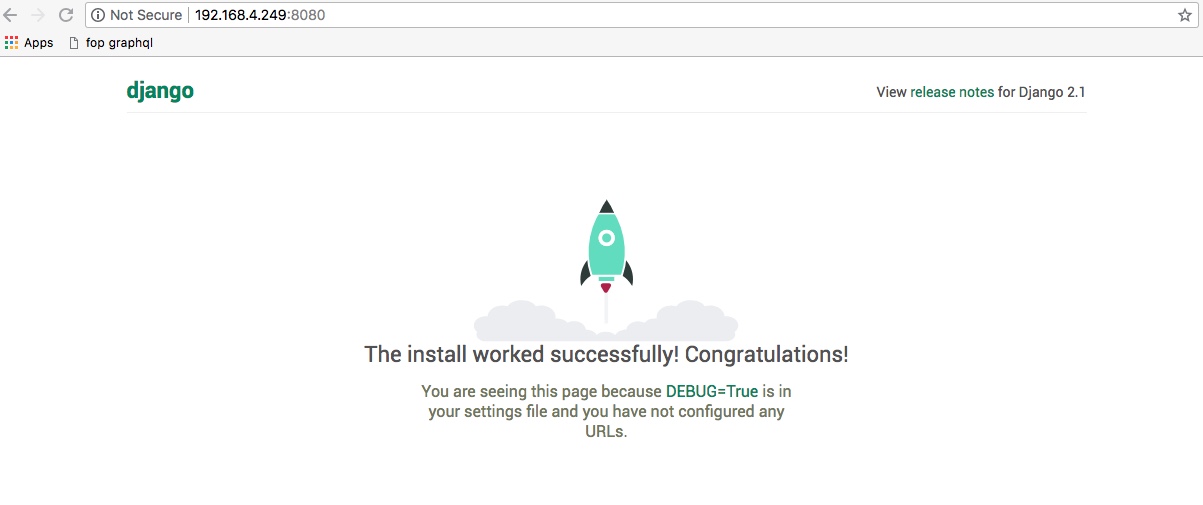 Not Secure 192.168.4.249:8080
Apps fop graphql
django View release notes for Django 2.1
The install worked successfully! Congratulations!
You are seeing this page because DEBUG=True is in
your settings file and you have not configured any
URLs.